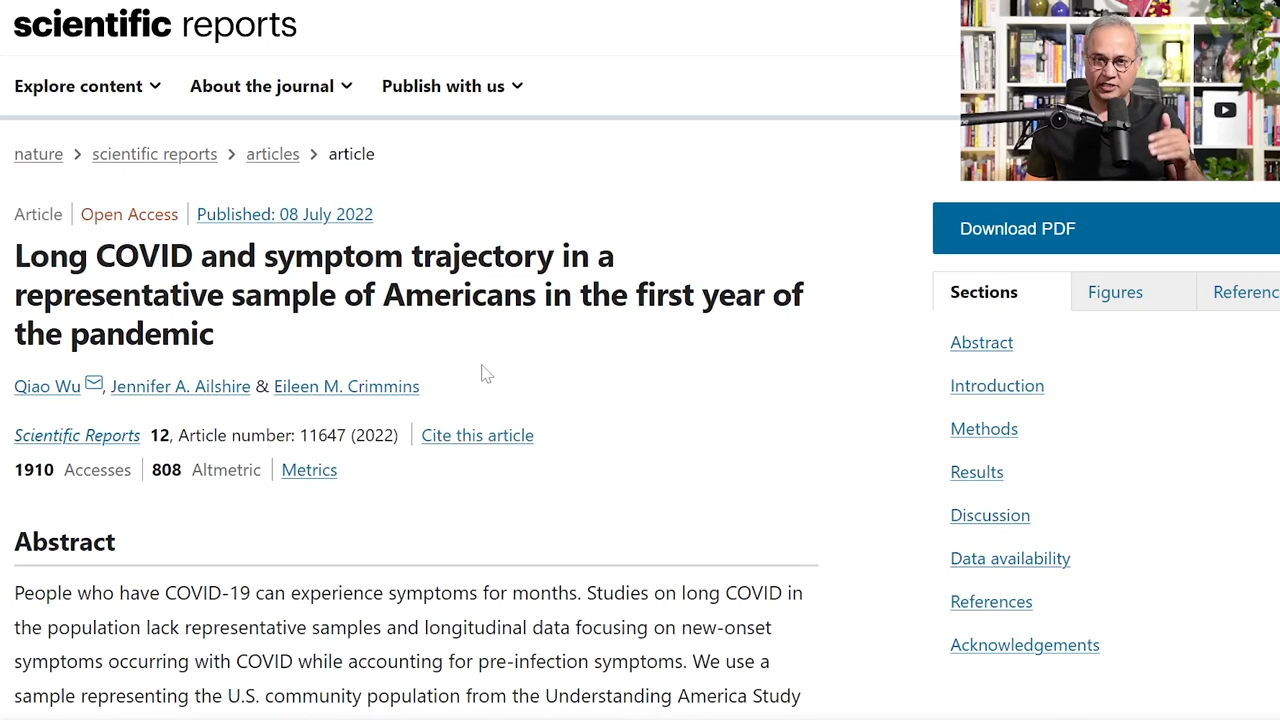 scientific reports
Explore content
About the journal
Publish with us
nature > scientific reports > articles > article
Article
Open Access
Published: 08 July 2022
Long COVID and symptom trajectory in a
representative sample of Americans in the first year of
the pandemic
Qiao Wu, Jennifer A. Ailshire & Eileen M. Crimmins
Scientific Reports 12, Article number: 11647 (2022)
Cite this article
1910 Accesses
808 Altmetric
Metrics
Abstract
People who have COVID-19 can experience symptoms for months. Studies on long COVID in
the population lack representative samples and longitudinal data focusing on new-onset
symptoms occurring with COVID while accounting for pre-infection symptoms. We use a
sample representing the U.S. community population from the Understanding America Study
Download PDF
Sections
Figures
Referenc
Abstract
Introduction
Methods
Results
Discussion
Data availability
References
Acknowledgements